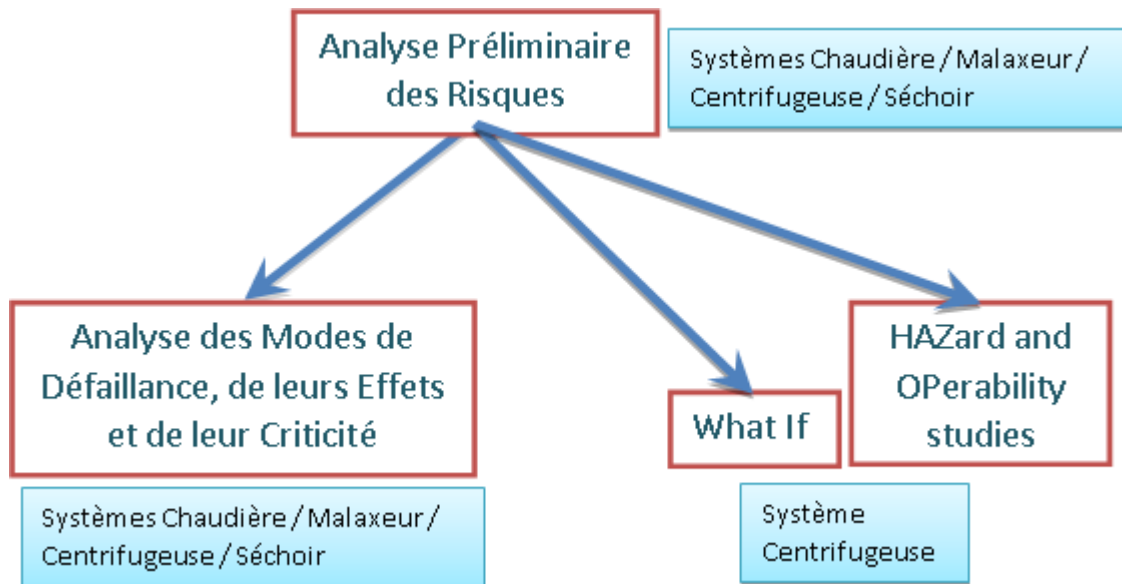 Analyse Préliminaire
des Risques
Systèmes Chaudière / Malaxeur /
Centrifugeuse / Séchoir
Analyse des Modes de
Défaillance, de leurs Effets
et de leur Criticité
Systèmes Chaudière / Malaxeur /
Centrifugeuse / Séchoir
What If
HAZard and
OPerability
studies
Système
Centrifugeuse